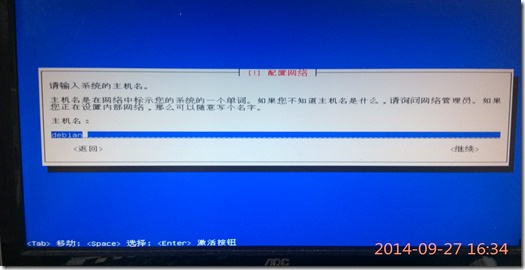 [!] 配置网络
请输入系统的主机名。
主机名是在网络中标示您的系统的一个单词。如果您不知道主机名是什么，请询问网络管理员。如果
您正在设置内部网络，那么可以随意写个名字。
主机名：
debian
<返回> <继续>
<Tab> 移动; <Space> 选择; <Enter> 激活按钮
AOC
2014-09-27 16:34